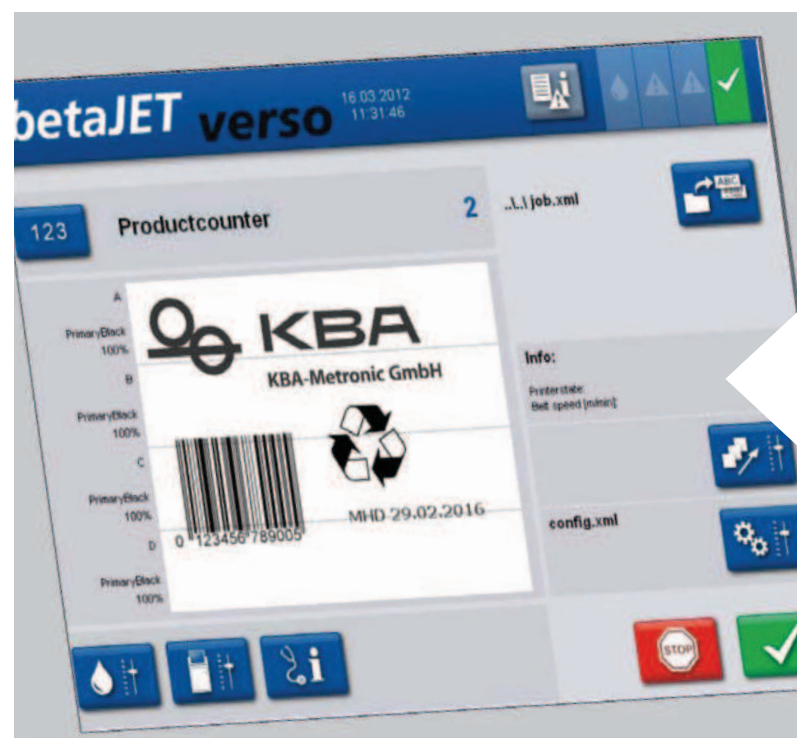 betaJET verso
16.03.2012
11:31:46
123
Productcounter
2
..\..\ job.xml
ABC
A
PrimaryBlack
100%
B
PrimaryBlack
100%
C
PrimaryBlack
100%
D
PrimaryBlack
100%
KBA
KBA-Metronic GmbH
MHD 29.02.2016
0 123456 789005
Info:
Printerstate:
Belt speed [m/min]:
config.xml
STOP